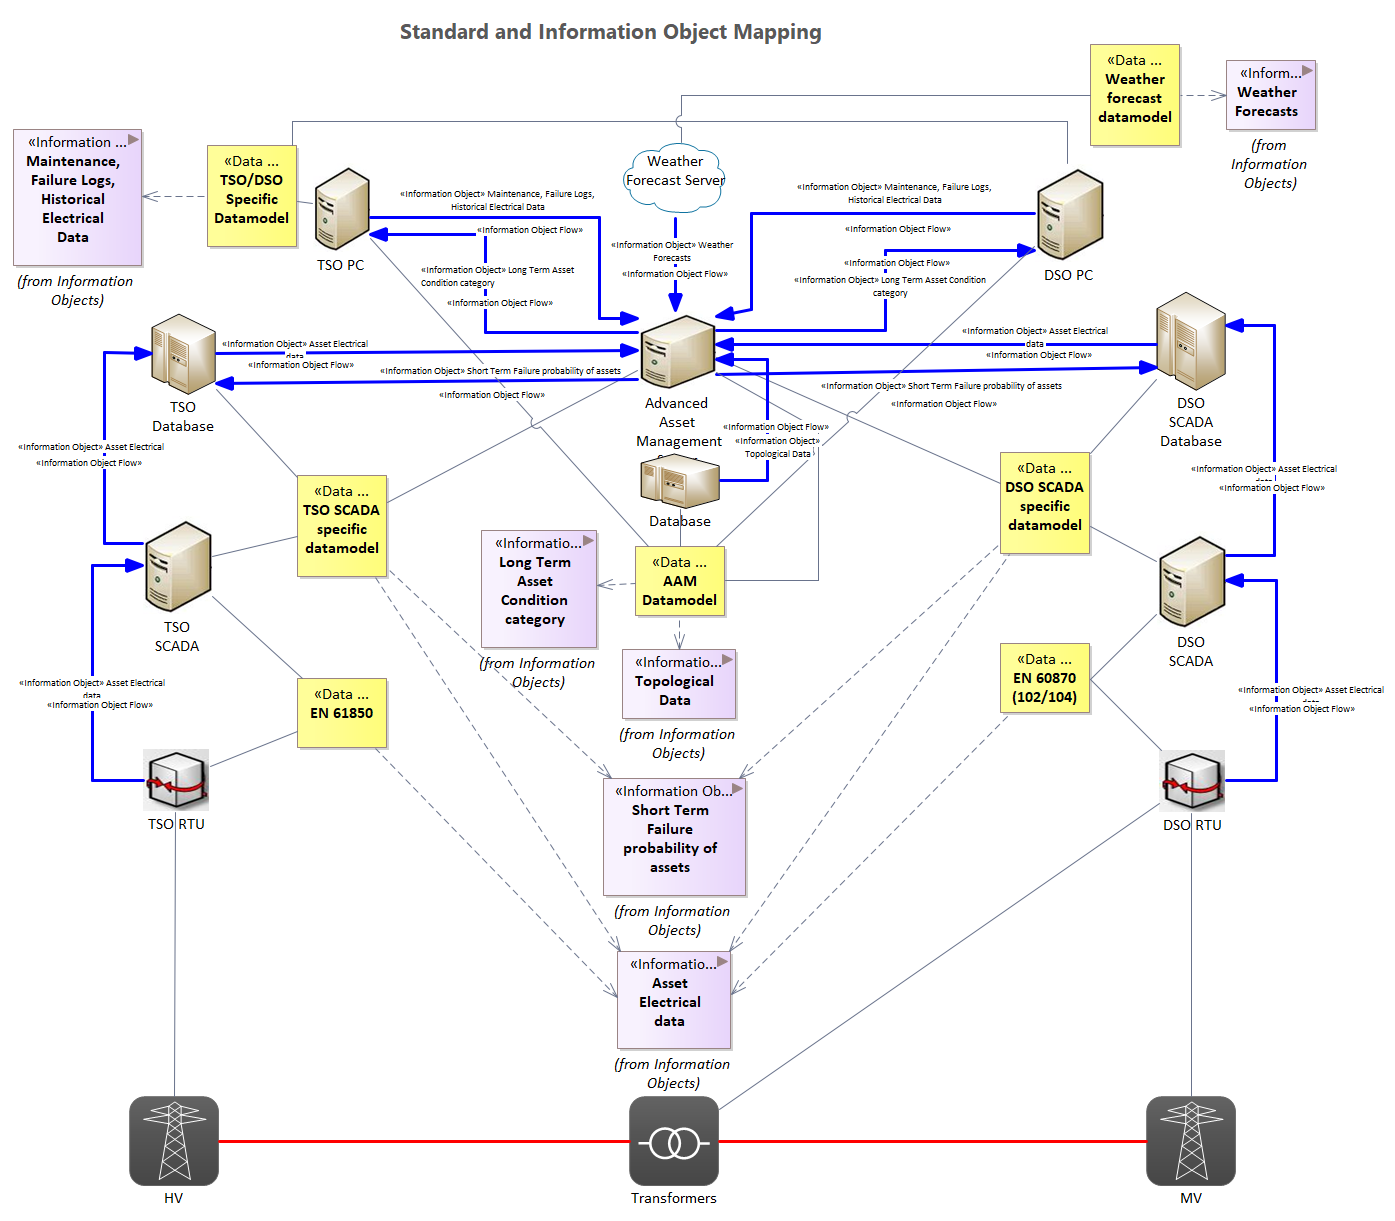 Standard and Information Object Mapping
«Data ...
Weather
forecast
datamodel
«Inform...
Weather
Forecasts
(from
Information
Objects)
«Information ...
Maintenance,
Failure Logs,
Historical
Electrical
Data
(from Information
Objects)
«Data ...
TSO/DSO
Specific
Datamodel
TSO PC
Weather
Forecast Server
DSO PC
«Information Object» Maintenance, Failure Logs,
Historical Electrical Data
«Information Object Flow»
«Information Object» Long Term Asset
Condition category
«Information Object Flow»
«Information Object» Weather
Forecasts
«Information Object Flow»
«Information Object» Maintenance, Failure Logs,
Historical Electrical Data
«Information Object Flow»
«Information Object Flow»
«Information Object» Long Term Asset Condition
category
TSO
Database
«Information Object» Asset Electrical
data
«Information Object Flow»
«Information Object» Short Term Failure probability of assets
«Information Object Flow»
Advanced
Asset
Management
«Information Object» Asset Electrical
data
«Information Object Flow»
«Information Object» Short Term Failure probability of assets
«Information Object Flow»
DSO
SCADA
Database
«Information Object Flow»
«Information Object»
Topological Data
Database
«Information Object» Asset Electrical
«Information Object Flow»
«Data ...
TSO SCADA
specific
datamodel
«Data ...
DSO SCADA
specific
datamodel
«Information Object» Asset Electrical
«Information Object Flow»
TSO
SCADA
«Informatio...
Long Term
Asset
Condition
category
(from Information
Objects)
«Data ...
AAM
Datamodel
DSO
SCADA
«Informatio...
Topological
Data
(from Information
Objects)
«Information Object» Asset Electrical
data
«Information Object Flow»
«Data ...
EN 61850
«Data ...
EN 60870
(102/104)
«Information Object» Asset Electrical
data
«Information Object Flow»
TSO RTU
DSO RTU
«Information Ob...
Short Term
Failure
probability of
assets
(from Information
Objects)
«Informatio...
Asset
Electrical
data
(from Information
Objects)
HV
Transformers
MV